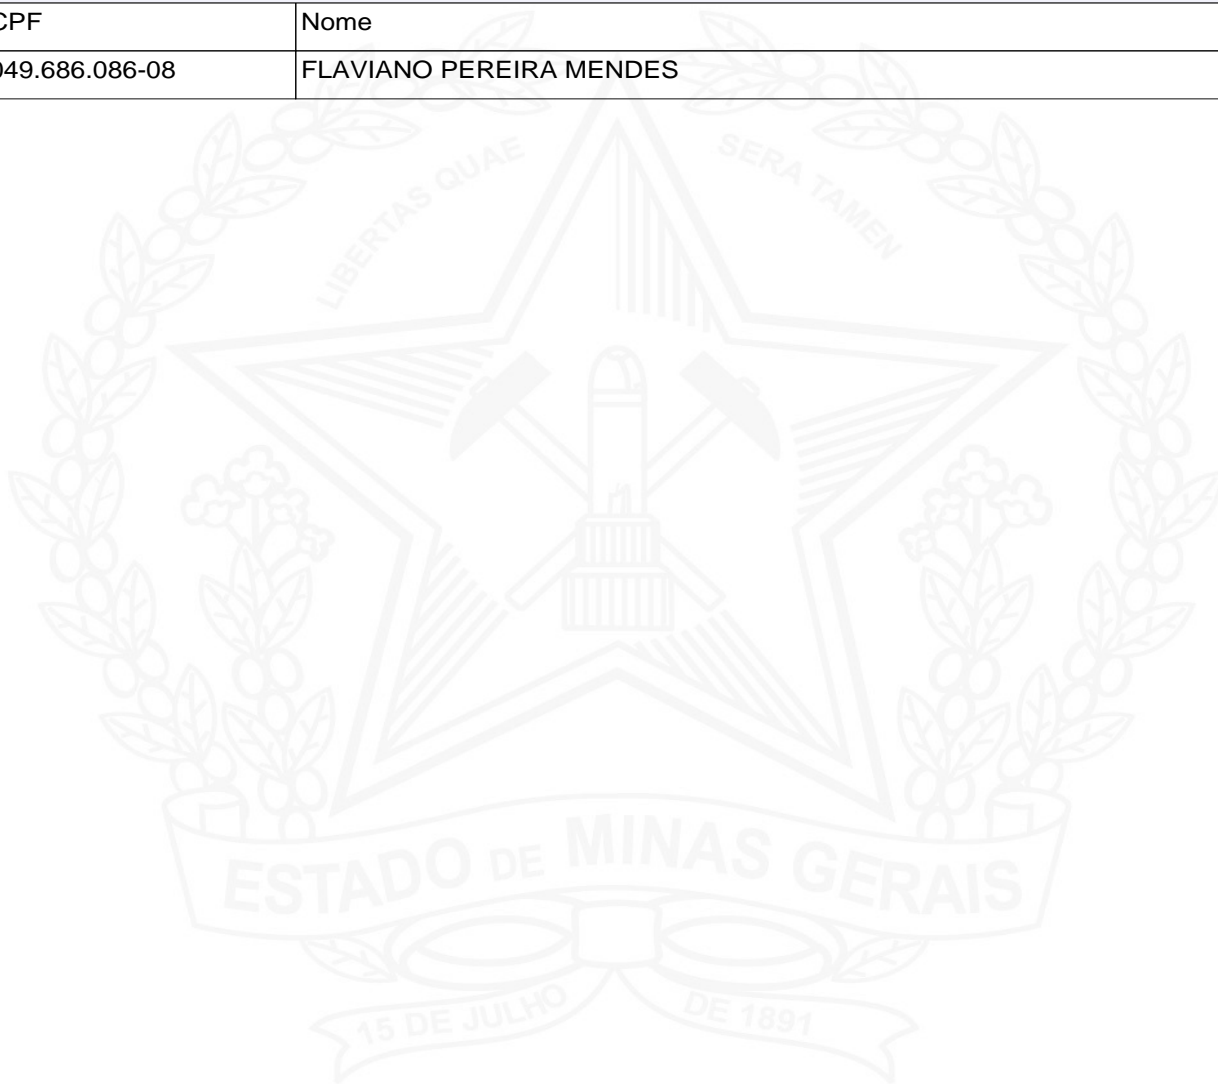 CPF Nome
049.686.086-08 FLAVIANO PEREIRA MENDES
LIBERTAS QUAE SERA TAMEN
ESTADO DE MINAS GERAIS
15 DE JULHO DE 1891